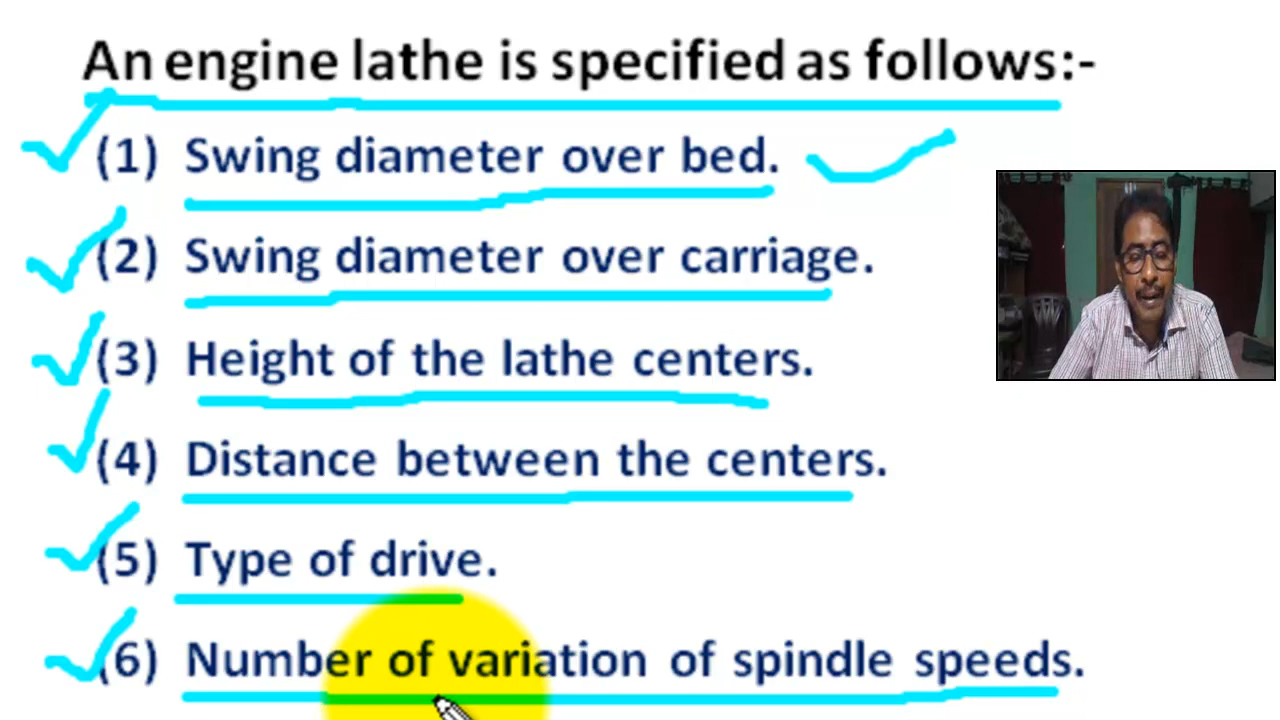 An engine lathe is specified as follows:-
(1) Swing diameter over bed.
(2) Swing diameter over carriage.
(3) Height of the lathe centers.
(4) Distance between the centers.
(5) Type of drive.
(6) Number of variation of spindle speeds.